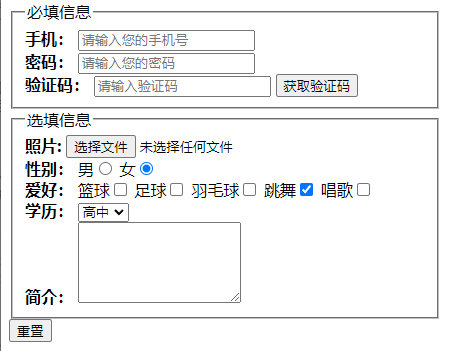 必填信息
手机： 请输入您的手机号
密码： 请输入您的密码
验证码： 请输入验证码 获取验证码
选填信息
照片: 选择文件 未选择任何文件
性别： 男 女
爱好： 篮球 足球 羽毛球 跳舞 唱歌
学历： 高中
简介：
重置